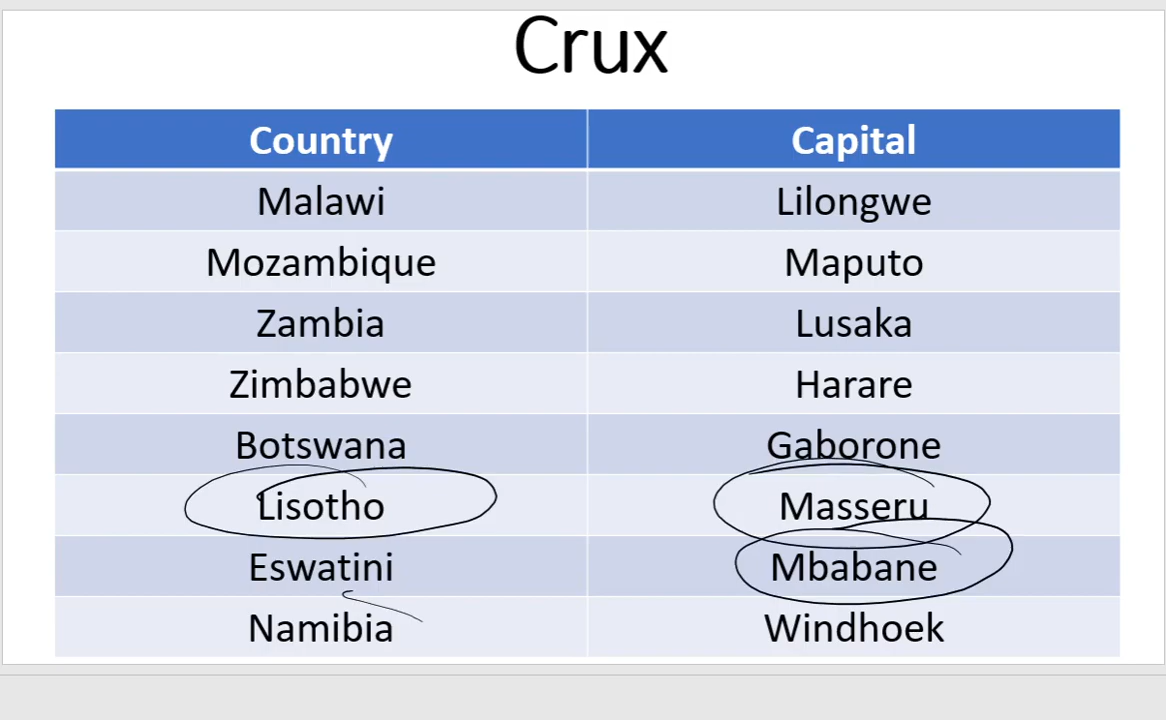 Crux
Country Capital
Malawi Lilongwe
Mozambique Maputo
Zambia Lusaka
Zimbabwe Harare
Botswana Gaborone
Lisotho Masseru
Eswatini Mbabane
Namibia Windhoek